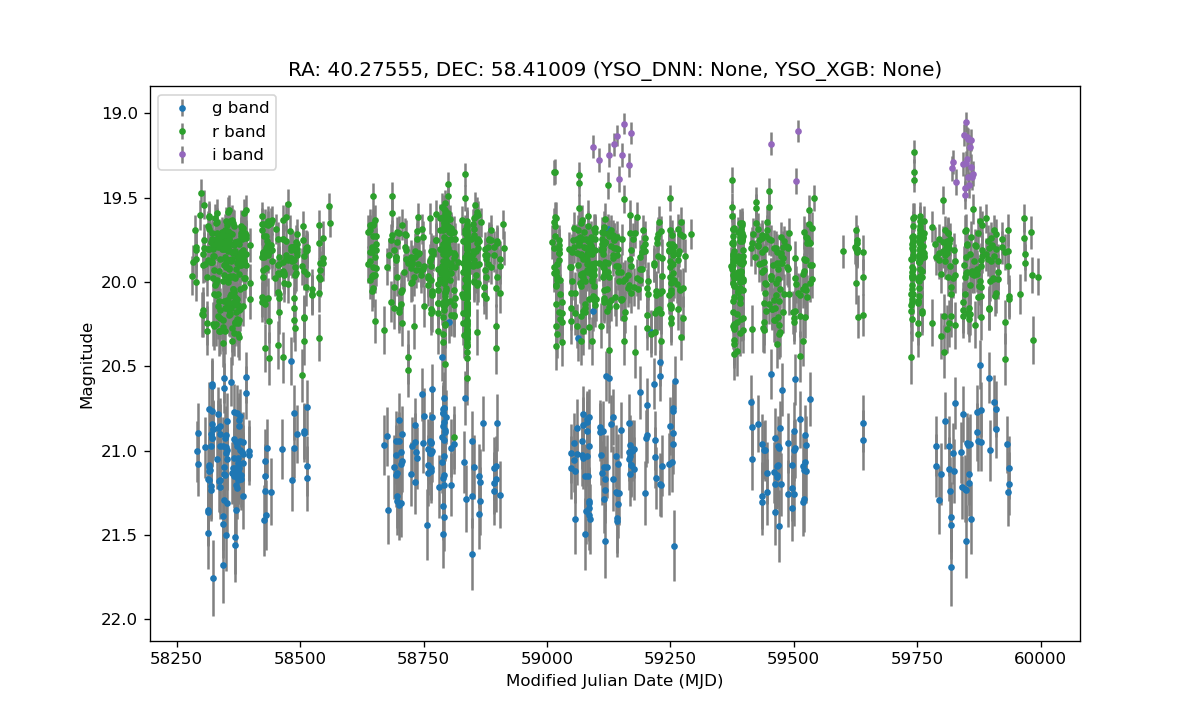 RA: 40.27555, DEC: 58.41009 (YSO_DNN: None, YSO_XGB: None)
g band
r band
i band
19.0
19.5
20.0
20.5
21.0
21.5
22.0
Magnitude
58250 58500 58750 59000 59250 59500 59750 60000
Modified Julian Date (MJD)